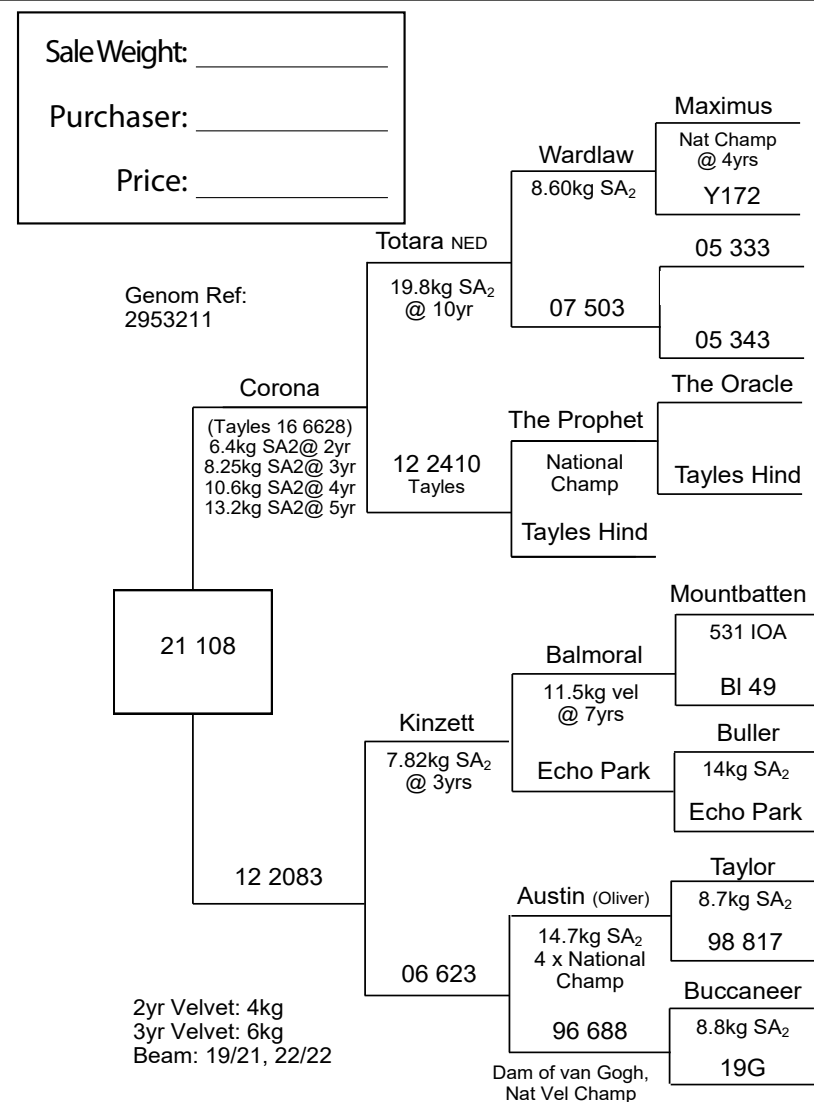 Sale Weight:
Purchaser:
Price:
Genom Ref:
2953211
Maximus
Nat Champ
@ 4yrs
Y172
Wardlaw
8.60kg SA₂
05 333
Totara NED
19.8kg SA₂
@ 10yr
07 503
05 343
Corona
(Tayles 16 6628)
6.4kg SA2@ 2yr
8.25kg SA2@ 3yr
10.6kg SA2@ 4yr
13.2kg SA2@ 5yr
The Oracle
The Prophet
National
Champ
12 2410
Tayles
Tayles Hind
Tayles Hind
21 108
Mountbatten
531 IOA
Bl 49
Balmoral
11.5kg vel
@ 7yrs
Buller
14kg SA₂
Kinzett
7.82kg SA₂
@ 3yrs
Echo Park
Echo Park
12 2083
Taylor
8.7kg SA₂
98 817
Austin (Oliver)
14.7kg SA₂
4 x National
Champ
06 623
Buccaneer
8.8kg SA₂
96 688
19G
Dam of van Gogh,
Nat Vel Champ
2yr Velvet: 4kg
3yr Velvet: 6kg
Beam: 19/21, 22/22